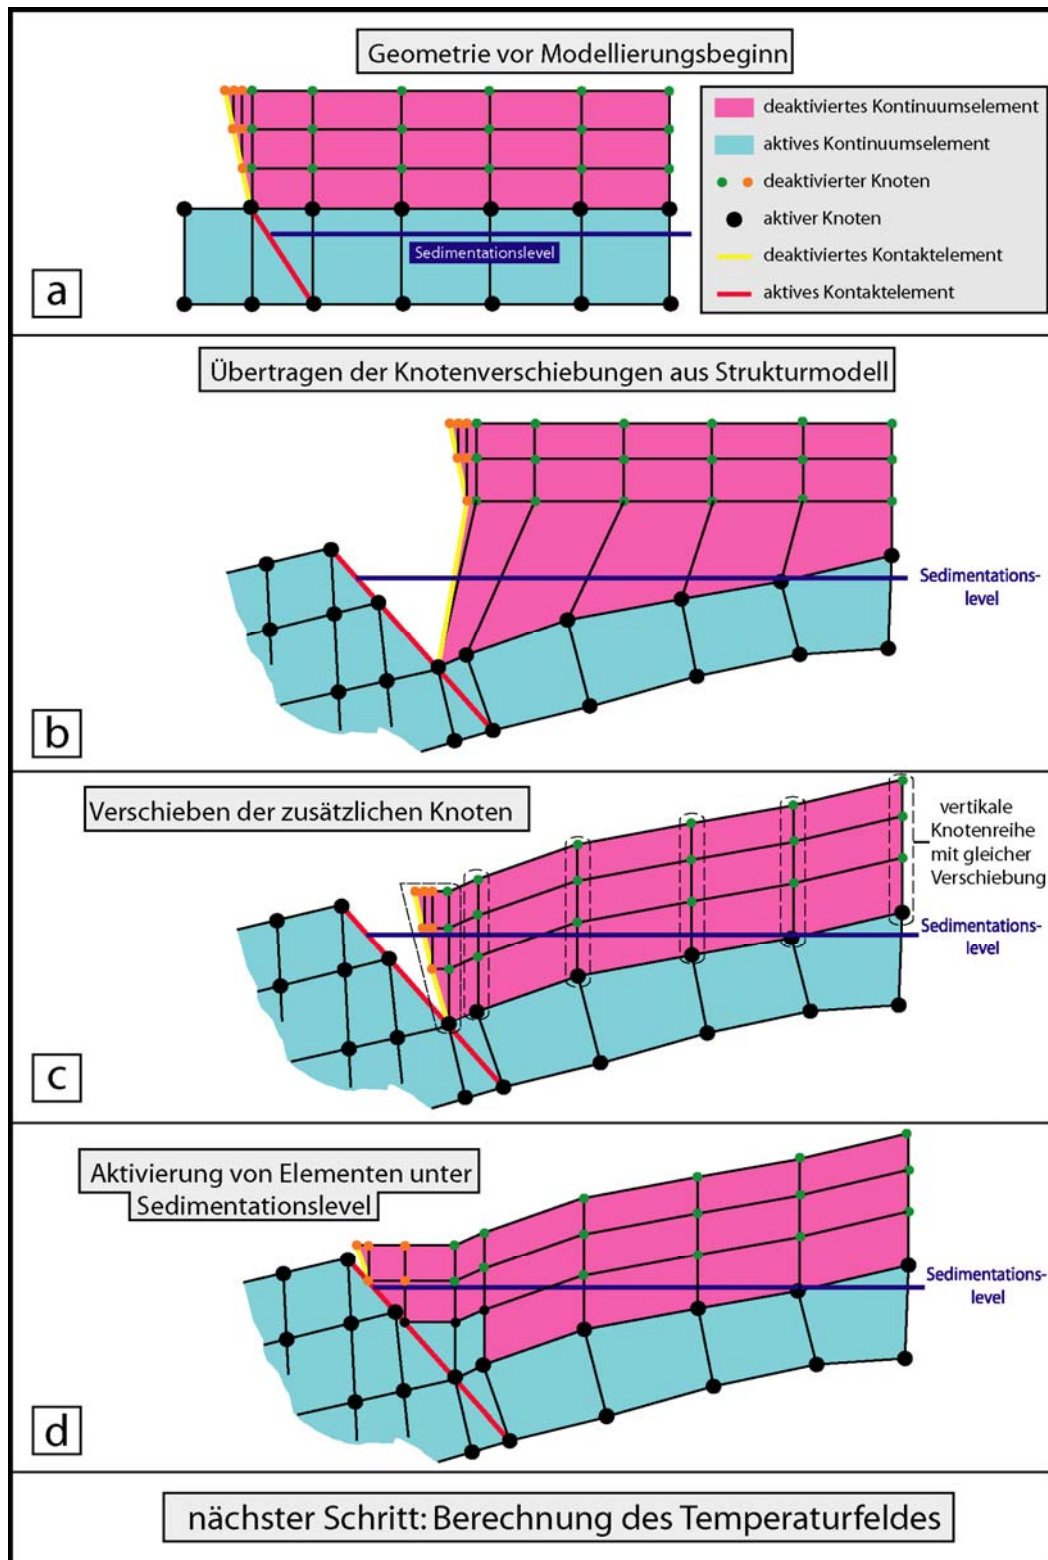 Geometrie vor Modellierungsbeginn
deaktiviertes Kontinuumselement
aktives Kontinuumselement
deaktivierter Knoten
aktiver Knoten
deaktiviertes Kontaktelement
aktives Kontaktelement
Sedimentationslevel
a
Übertragen der Knotenverschiebungen aus Strukturmodell
Sedimentations-
level
b
Verschieben der zusätzlichen Knoten
vertikale
Knotenreihe
mit gleicher
Verschiebung
Sedimentations-
level
c
Aktivierung von Elementen unter
Sedimentationslevel
Sedimentations-
level
d
nächster Schritt: Berechnung des Temperaturfeldes